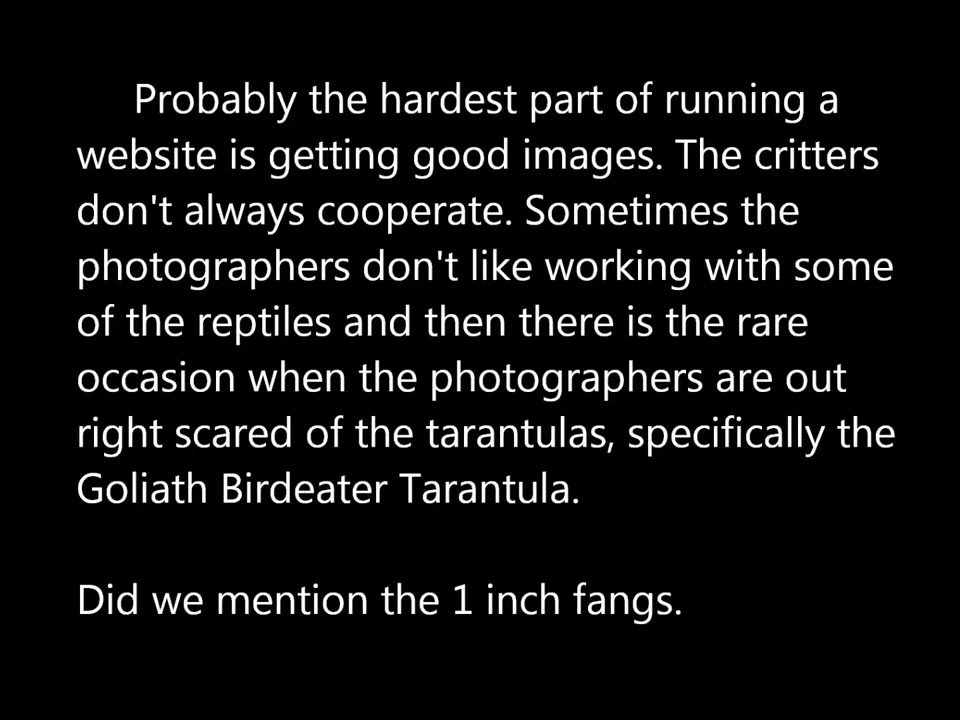 Probably the hardest part of running a
website is getting good images. The critters
don't always cooperate. Sometimes the
photographers don't like working with some
of the reptiles and then there is the rare
occasion when the photographers are out
right scared of the tarantulas, specifically the
Goliath Birdeater Tarantula.
Did we mention the 1 inch fangs.